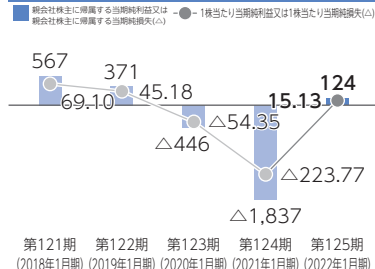 親会社株主に帰属する当期純利益又は
親会社株主に帰属する当期純損失(△)
1株当たり当期純利益又は1株当たり当期純損失(△)
567
371
124
69.10
45.18
15.13
△54.35
△446
△223.77
△1,837
第121期 第122期 第123期 第124期 第125期
(2018年1月期) (2019年1月期) (2020年1月期) (2021年1月期) (2022年1月期)